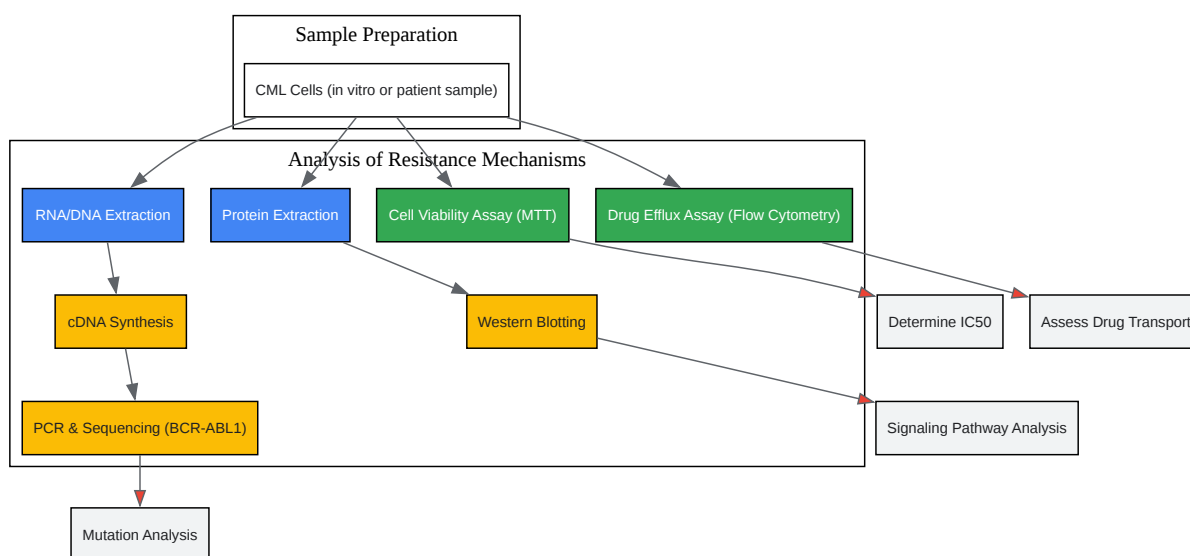 Sample Preparation
CML Cells (in vitro or patient sample)
Analysis of Resistance Mechanisms
RNA/DNA Extraction
Protein Extraction
Cell Viability Assay (MTT)
Drug Efflux Assay (Flow Cytometry)
cDNA Synthesis
Western Blotting
Determine IC50
Assess Drug Transport
PCR & Sequencing (BCR-ABL1)
Signaling Pathway Analysis
Mutation Analysis